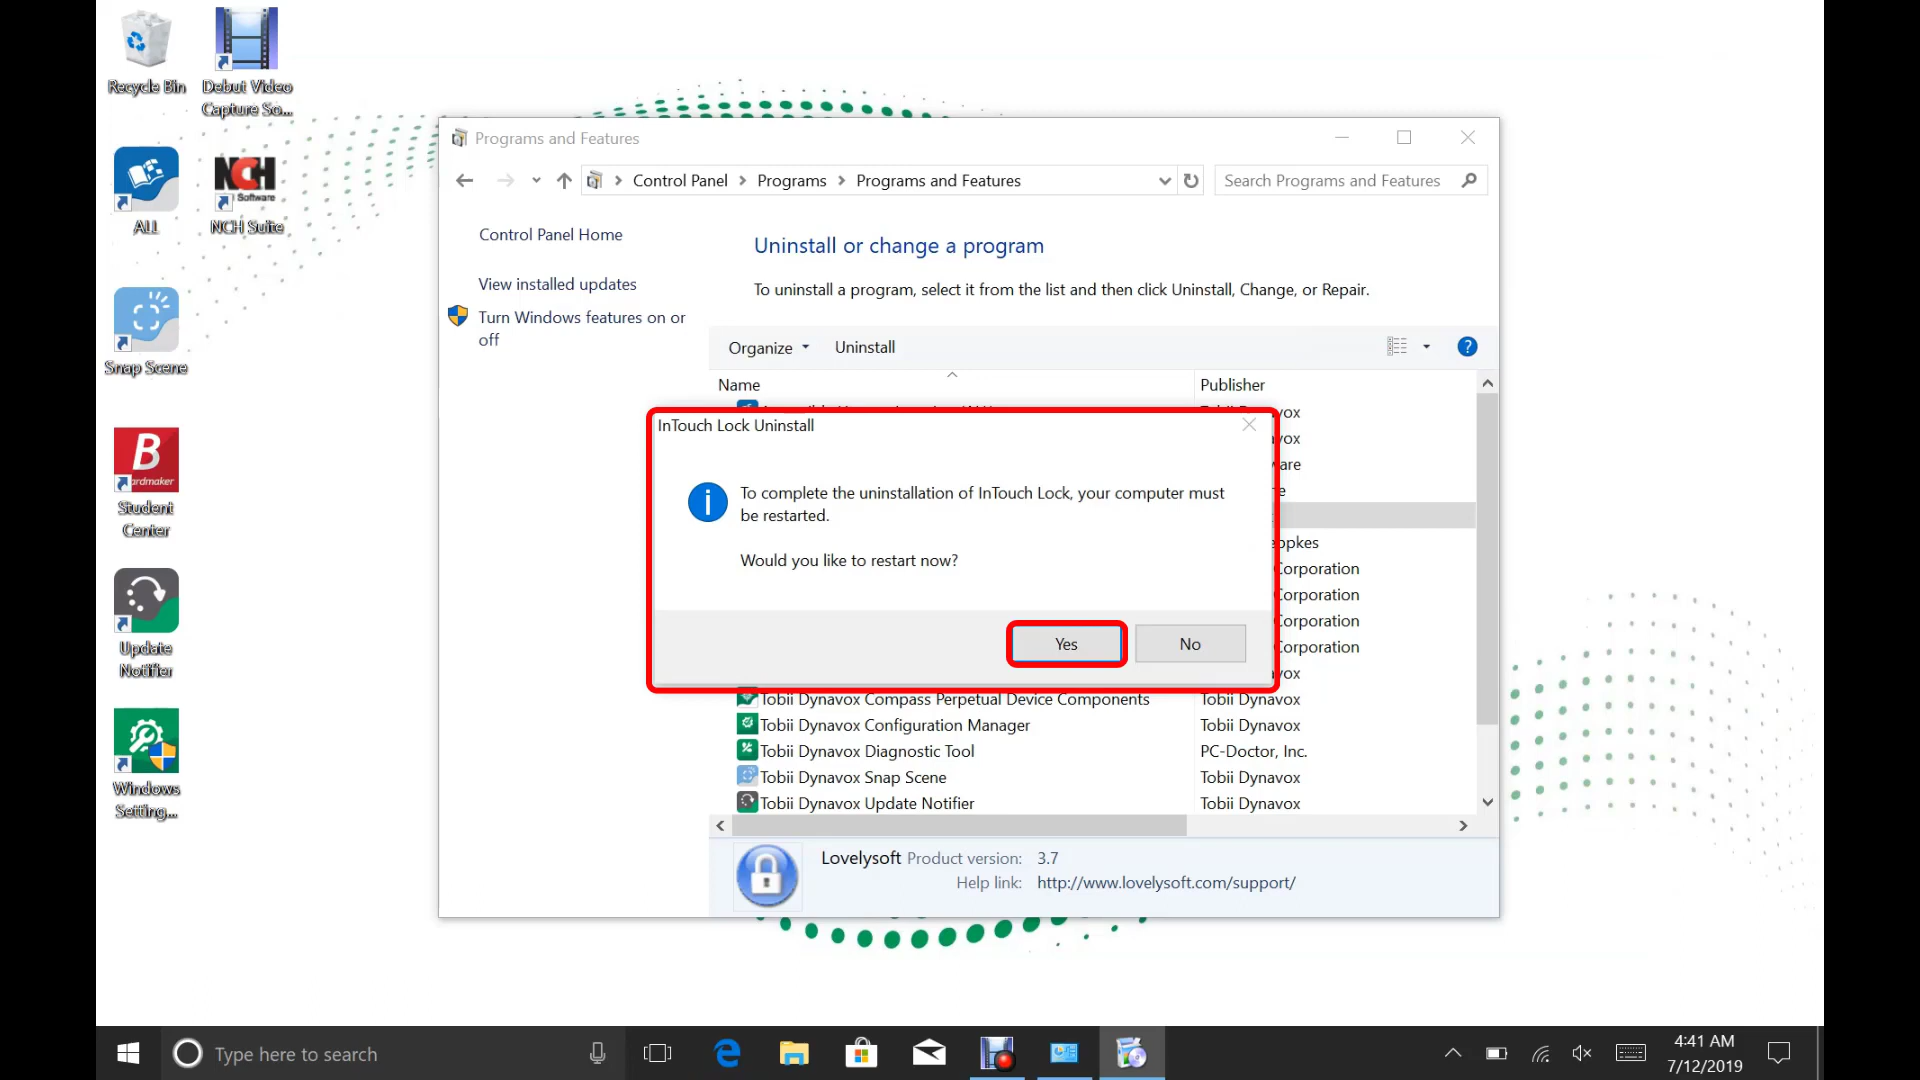 Recycle Bin
Debut Video
Capture So...
ALL
NCH
Software
NCH Suite
Snap Scene
B
ardmaker
Student
Center
Update
Notifier
Windows
Setting...
Programs and Features
Control Panel
Programs
Programs and Features
Search Programs and Features
Control Panel Home
View installed updates
Turn Windows features on or
off
Uninstall or change a program
To uninstall a program, select it from the list and then click Uninstall, Change, or Repair.
Organize
Uninstall
?
Name
Publisher
InTouch Lock Uninstall
i
To complete the uninstallation of InTouch Lock, your computer must
be restarted.
Would you like to restart now?
Yes
No
Corporation
Corporation
Corporation
Corporation
Tobii Dynavox Compass Perpetual Device Components
Tobii Dynavox
Tobii Dynavox Configuration Manager
Tobii Dynavox
Tobii Dynavox Diagnostic Tool
PC-Doctor, Inc.
Tobii Dynavox Snap Scene
Tobii Dynavox
Tobii Dynavox Update Notifier
Tobii Dynavox
Lovelysoft Product version: 3.7
Help link: http://www.lovelysoft.com/support/
Type here to search
4:41 AM
7/12/2019